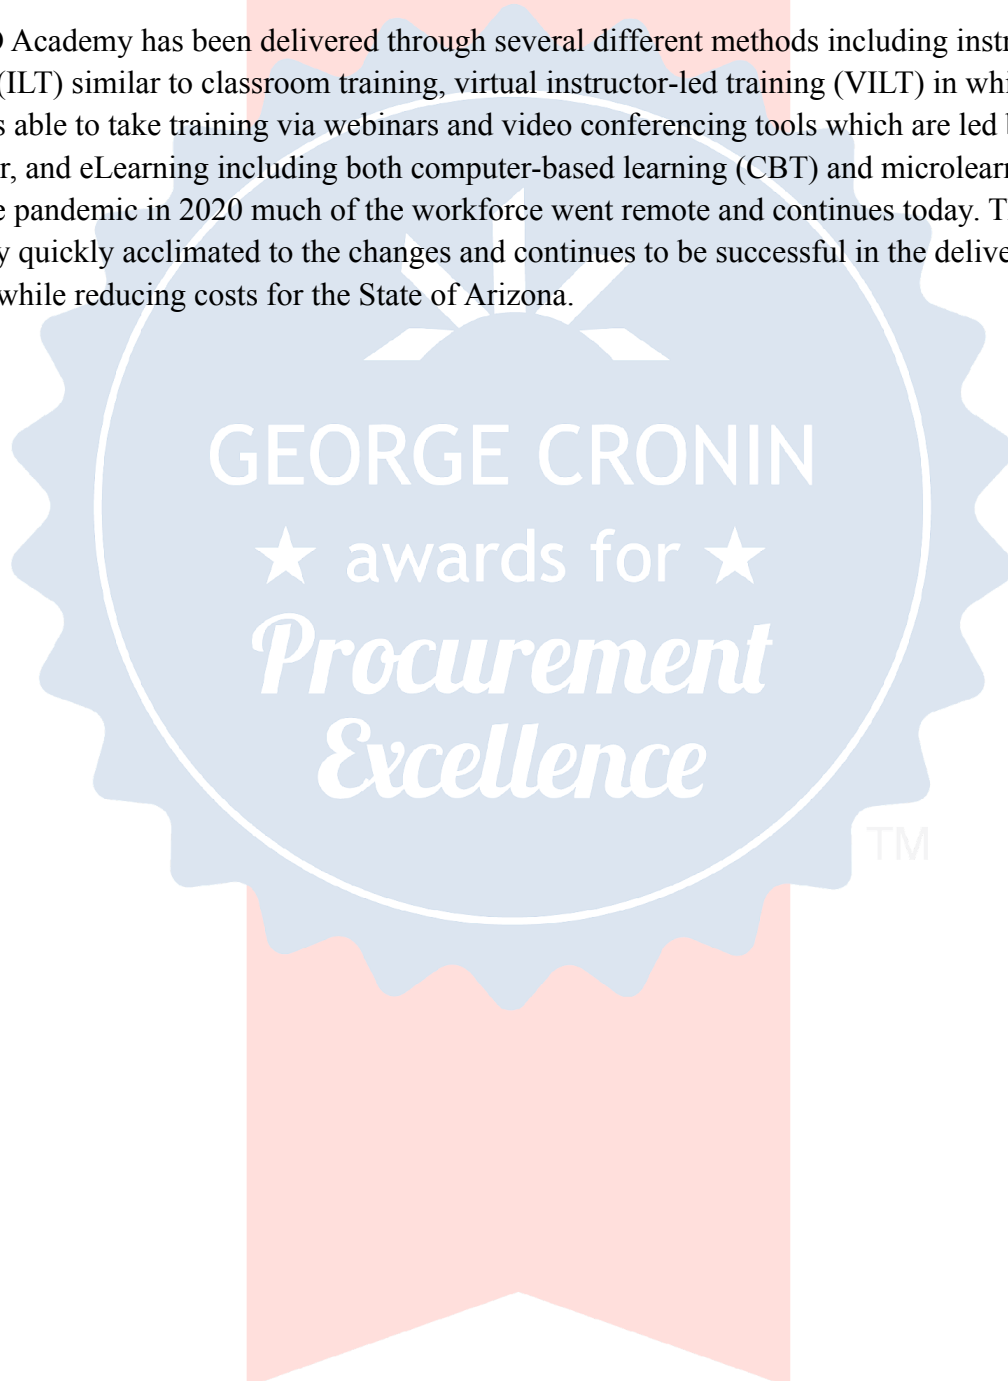 Academy has been delivered through several different methods including
(ILT) similar to classroom training, virtual instructor-led training (VILT) in
able to take training via webinars and video conferencing tools which are led
and eLearning including both computer-based learning (CBT) and
pandemic in 2020 much of the workforce went remote and continues today.
quickly acclimated to the changes and continues to be successful in the
while reducing costs for the State of Arizona.
GEORGE CRONIN
awards for
Procurement
Excellence
TM